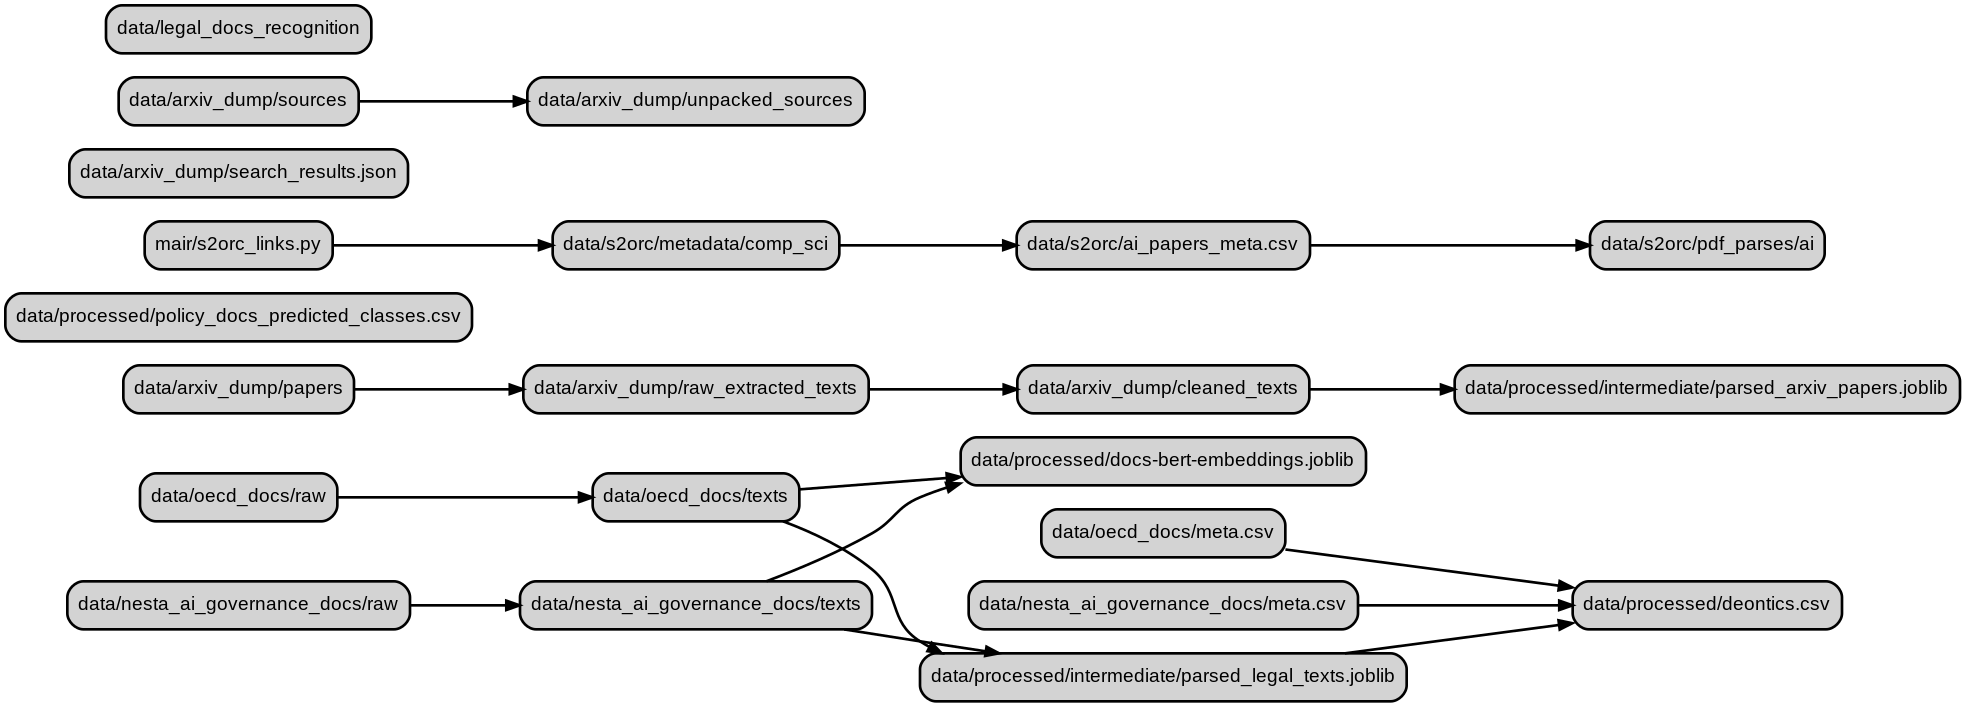 data/legal_docs_recognition
data/arxiv_dump/sources
data/arxiv_dump/unpacked_sources
data/arxiv_dump/search_results.json
mair/s2orc_links.py
data/s2orc/metadata/comp_sci
data/s2orc/ai_papers_meta.csv
data/s2orc/pdf_parses/ai
data/processed/policy_docs_predicted_classes.csv
data/arxiv_dump/papers
data/arxiv_dump/raw_extracted_texts
data/arxiv_dump/cleaned_texts
data/processed/intermediate/parsed_arxiv_papers.joblib
data/processed/docs-bert-embeddings.joblib
data/oecd_docs/raw
data/oecd_docs/texts
data/oecd_docs/meta.csv
data/nesta_ai_governance_docs/raw
data/nesta_ai_governance_docs/texts
data/nesta_ai_governance_docs/meta.csv
data/processed/deontics.csv
data/processed/intermediate/parsed_legal_texts.joblib